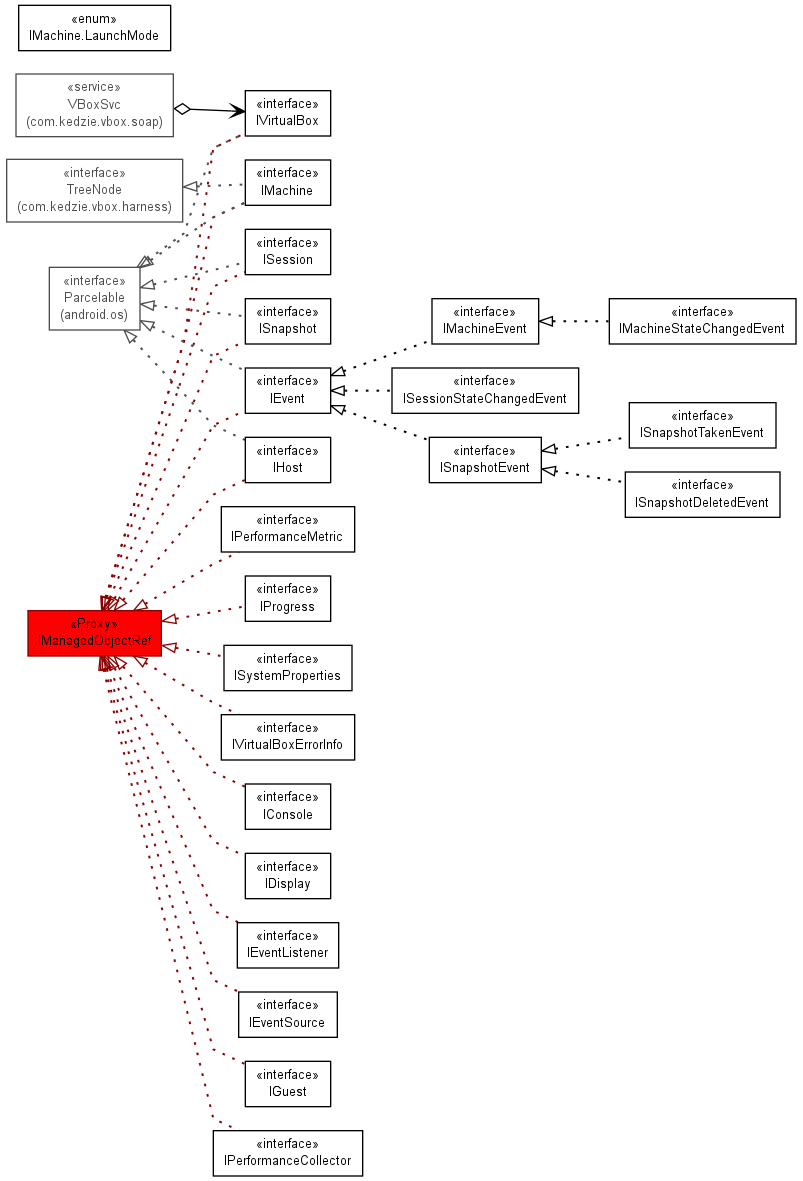 «enum»
IMachine.LaunchMode
«service»
VBoxSvc
(com.kedzie.vbox.soap)
«interface»
IVirtualBox
«interface»
TreeNode
(com.kedzie.vbox.harness)
«interface»
IMachine
«interface»
ISession
«interface»
Parcelable
(android.os)
«interface»
ISnapshot
«interface»
IMachineEvent
«interface»
IMachineStateChangedEvent
«interface»
IEvent
«interface»
ISessionStateChangedEvent
«interface»
ISnapshotTakenEvent
«interface»
IHost
«interface»
ISnapshotEvent
«interface»
ISnapshotDeletedEvent
«interface»
IPerformanceMetric
«interface»
IProgress
«Proxy»
IManagedObjectRef
«interface»
ISystemProperties
«interface»
IVirtualBoxErrorInfo
«interface»
IConsole
«interface»
IDisplay
«interface»
IEventListener
«interface»
IEventSource
«interface»
IGuest
«interface»
IPerformanceCollector